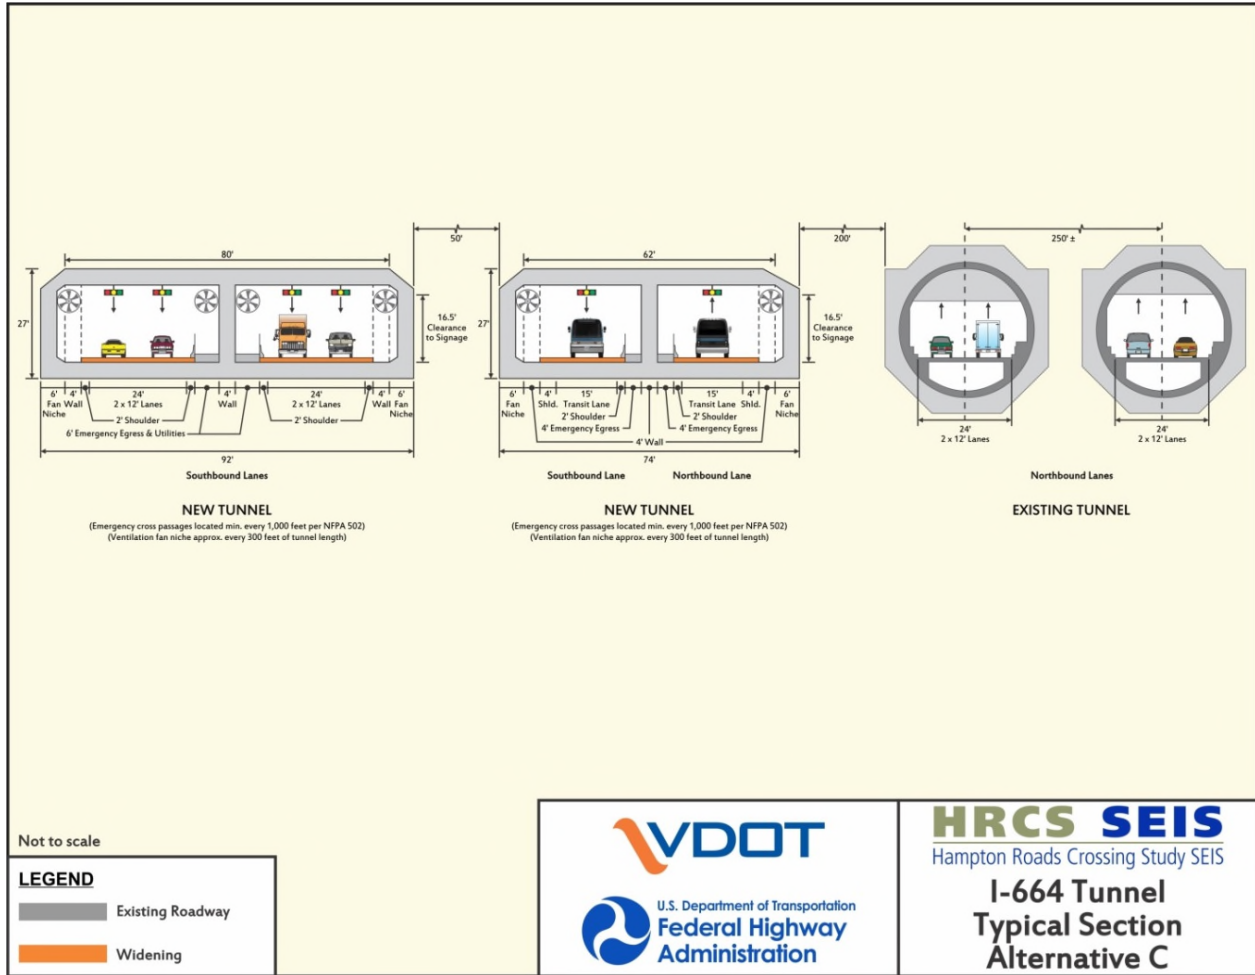 50'
200'
250' ±
80'
62'
27'
16.5'
Clearance
to Signage
27'
16.5'
Clearance
to Signage
6' 4' 24' 4' 24' 4' 6'
Fan Wall 2 x 12' Lanes Wall 2 x 12' Lanes Wall Fan
Niche Niche
2' Shoulder 2' Shoulder
6' Emergency Egress & Utilities
92'
Southbound Lanes
NEW TUNNEL
(Emergency cross passages located min. every 1,000 feet per NFPA 502)
(Ventilation fan niche approx. every 300 feet of tunnel length)
6' 4' 15' 15' 4' 6'
Fan Shld. Transit Lane Transit Lane Shld. Fan
Niche 2' Shoulder 2' Shoulder Niche
4' Emergency Egress 4' Emergency Egress
4' Wall
74'
Southbound Lane Northbound Lane
NEW TUNNEL
(Emergency cross passages located min. every 1,000 feet per NFPA 502)
(Ventilation fan niche approx. every 300 feet of tunnel length)
24' 24'
2 x 12' Lanes 2 x 12' Lanes
Northbound Lanes
EXISTING TUNNEL
Not to scale
LEGEND
Existing Roadway
Widening
VDOT
U.S. Department of Transportation
Federal Highway
Administration
HRCS SEIS
Hampton Roads Crossing Study SEIS
I-664 Tunnel
Typical Section
Alternative C